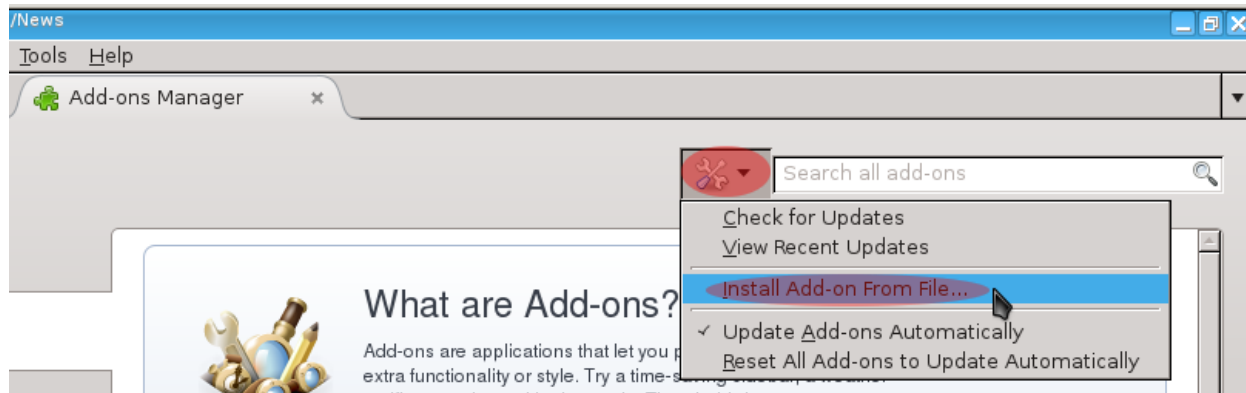 /News
Tools Help
Add-ons Manager
Search all add-ons
Check for Updates
View Recent Updates
Install Add-on From File...
Update Add-ons Automatically
Reset All Add-ons to Update Automatically
What are Add-ons?
Add-ons are applications that let you
extra functionality or style. Try a